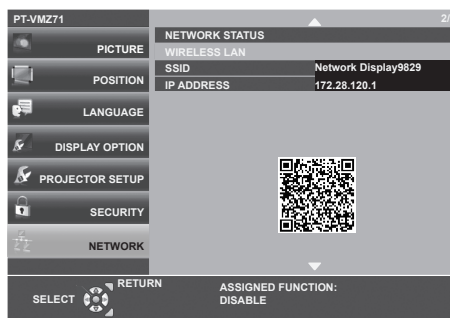 PT-VMZ71
2/
PICTURE
POSITION
LANGUAGE
DISPLAY OPTION
PROJECTOR SETUP
SECURITY
NETWORK
NETWORK STATUS
WIRELESS LAN
SSID Network Display9829
IP ADDRESS 172.28.120.1
SELECT
RETURN
ASSIGNED FUNCTION:
DISABLE